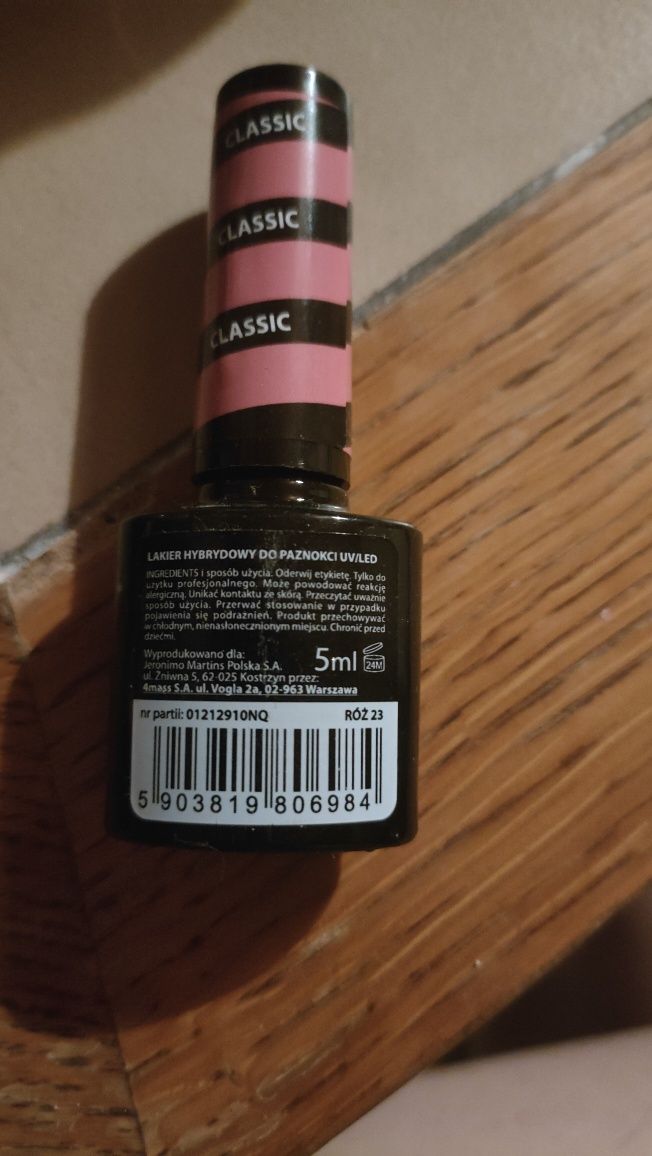 CLASSIC
CLASSIC
CLASSIC
LAKIER HYBRYDOWY DO PAZNOKCI UV/LED
INGREDIENTS i sposób użycia. Oderwij etykietę. Tylko do
użytku profesjonalnego. Może powodować reakcję
alergiczną. Unikać kontaktu ze skórą. Przeczytać uważnie
sposób użycia. Przerwać stosowanie w przypadku
pojawienia się podrażnień. Produkt przechowywać
w chłodnym, nienasłonecznionym miejscu. Chronić przed
dziećmi.
Wyprodukowano dla:
Jeronimo Martins Polska S.A.
ul. Żniwna 5, 62-025 Kostrzyn przez:
4mass S.A. ul. Vogla 2a, 02-963 Warszawa
5ml
24M
nr partii: 01212910NQ RÓŻ 23
5 903819 806984